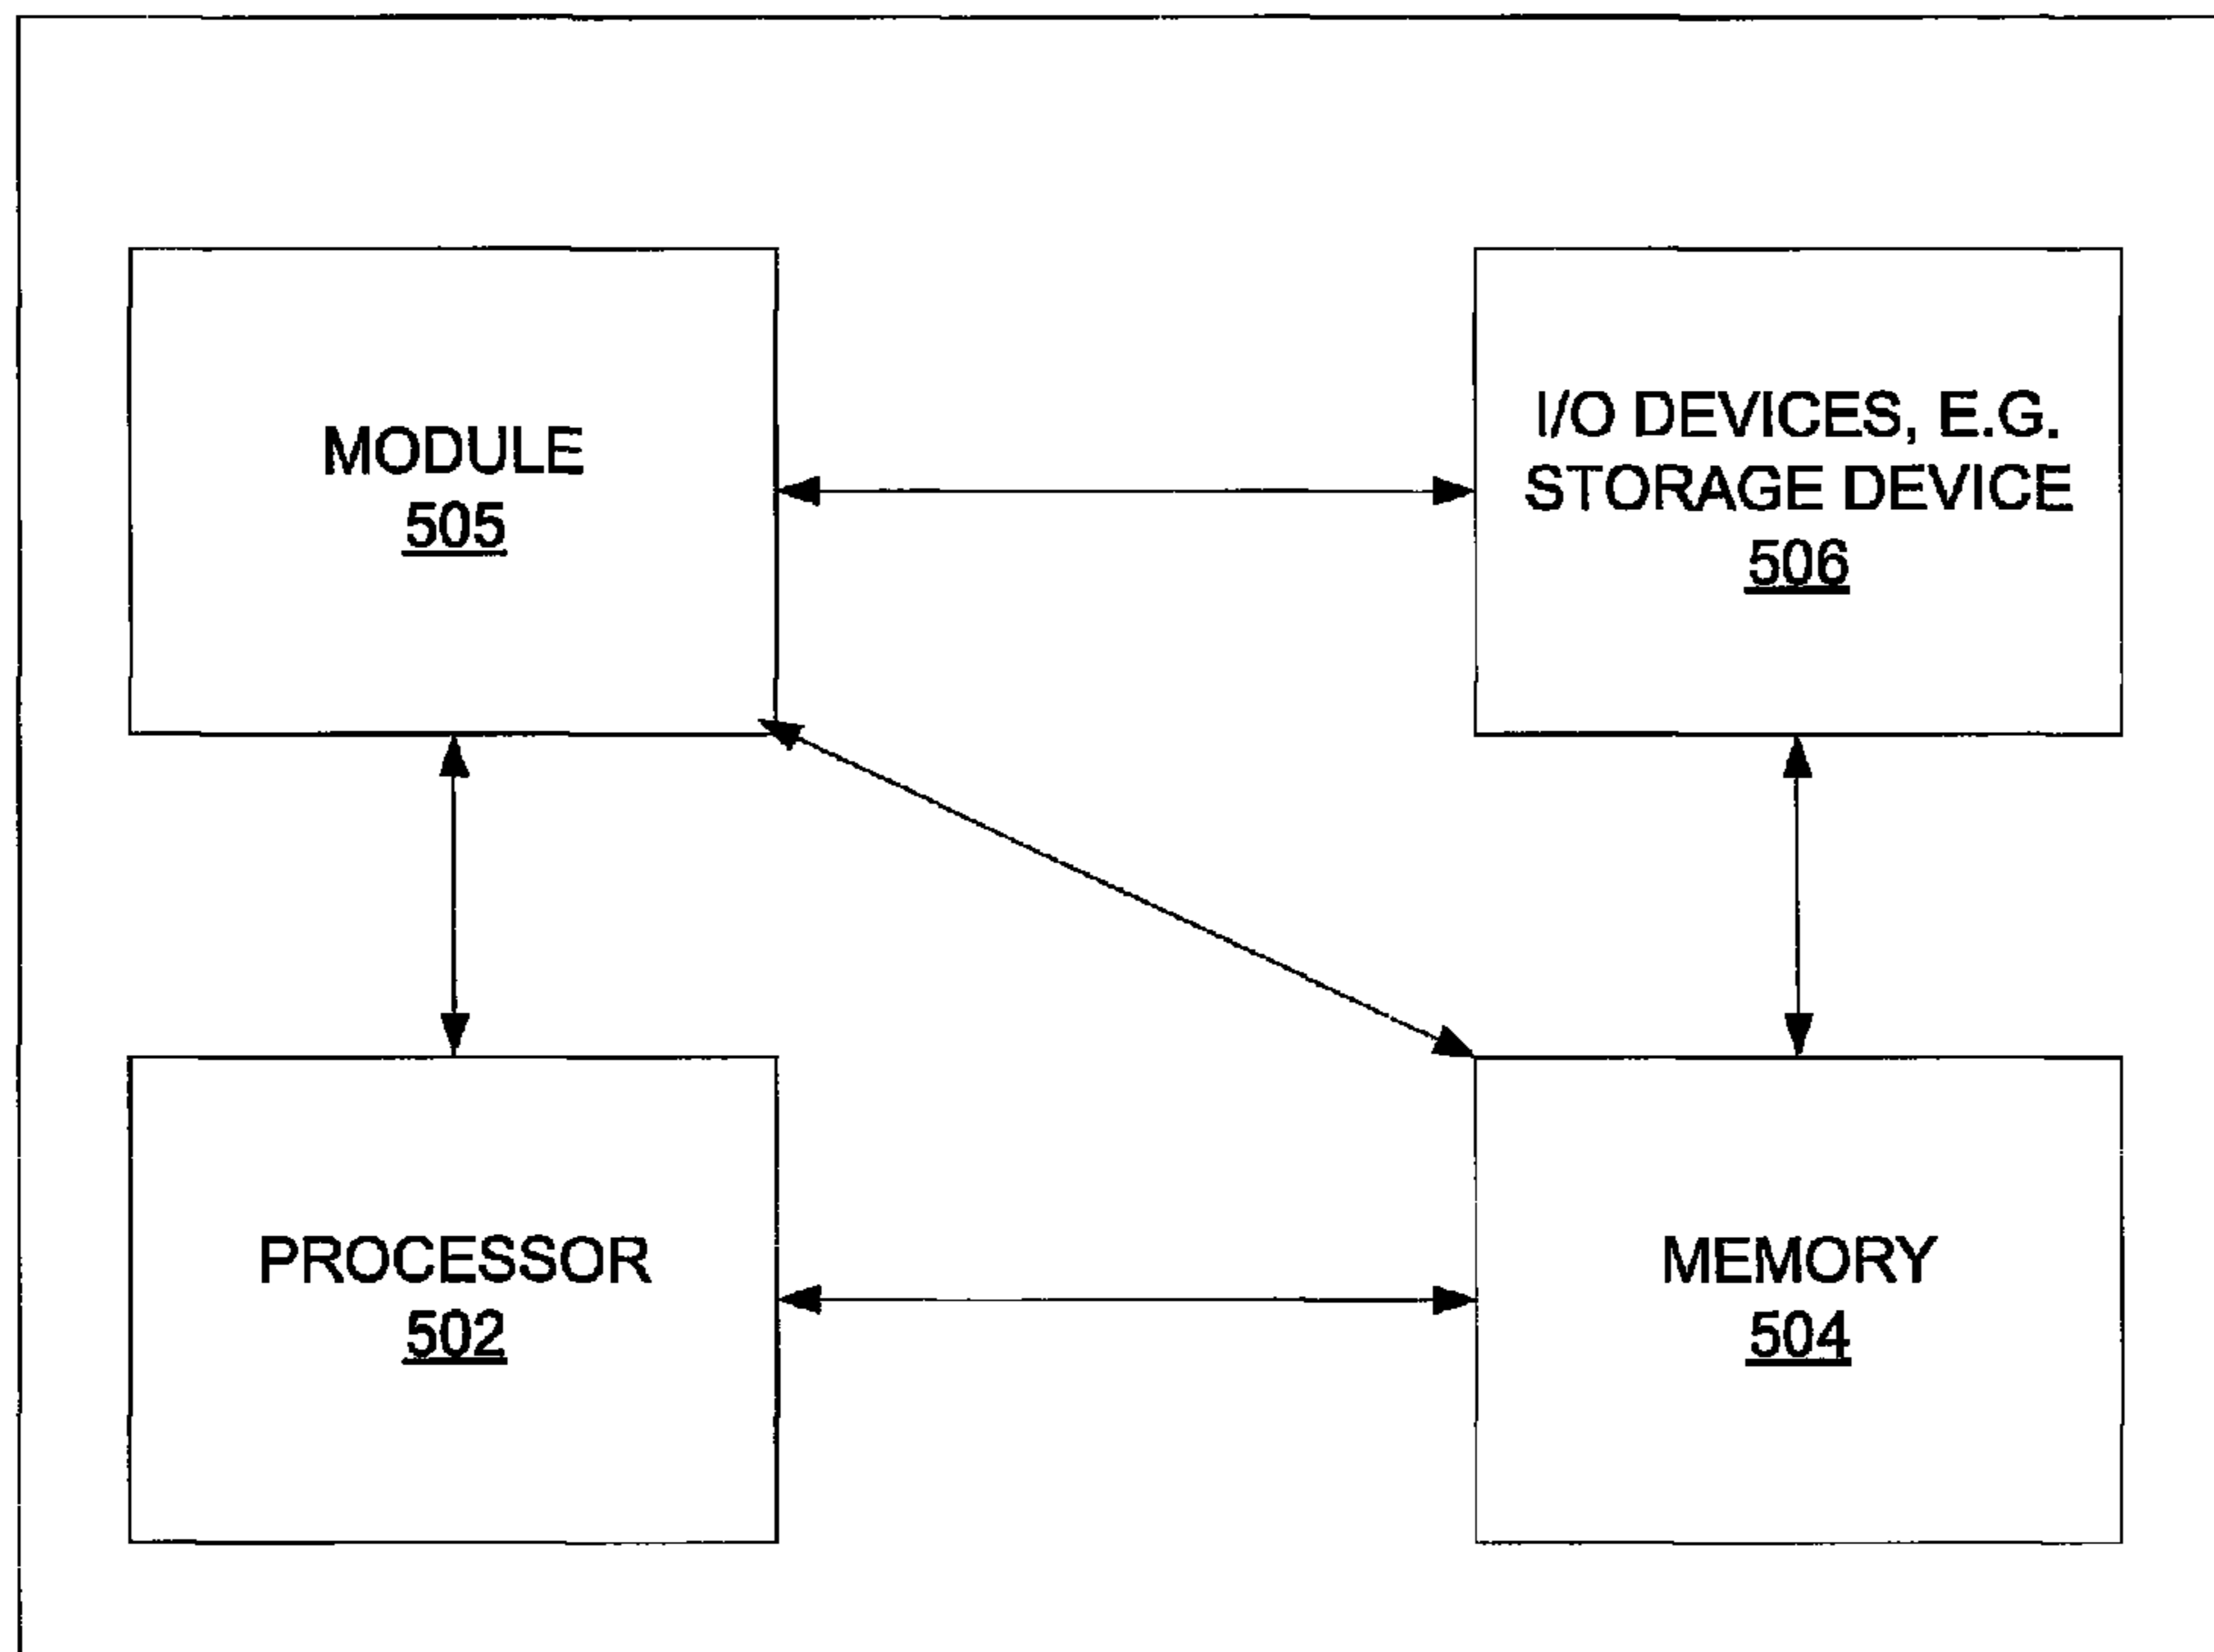 MODULE
505
I/O DEVICES, E.G.
STORAGE DEVICE
506
PROCESSOR
502
MEMORY
504